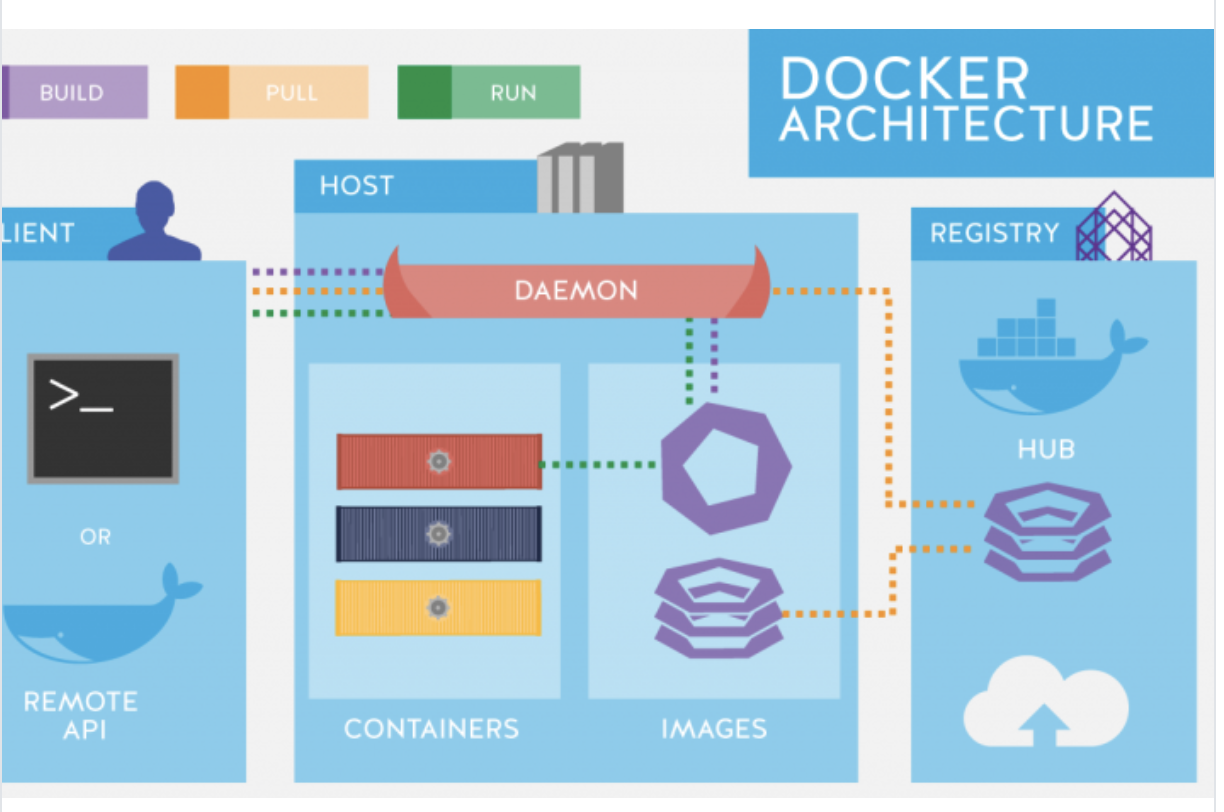 BUILD
PULL
RUN
DOCKER
ARCHITECTURE
LIENT
HOST
REGISTRY
DAEMON
>_
OR
REMOTE
API
CONTAINERS
IMAGES
HUB